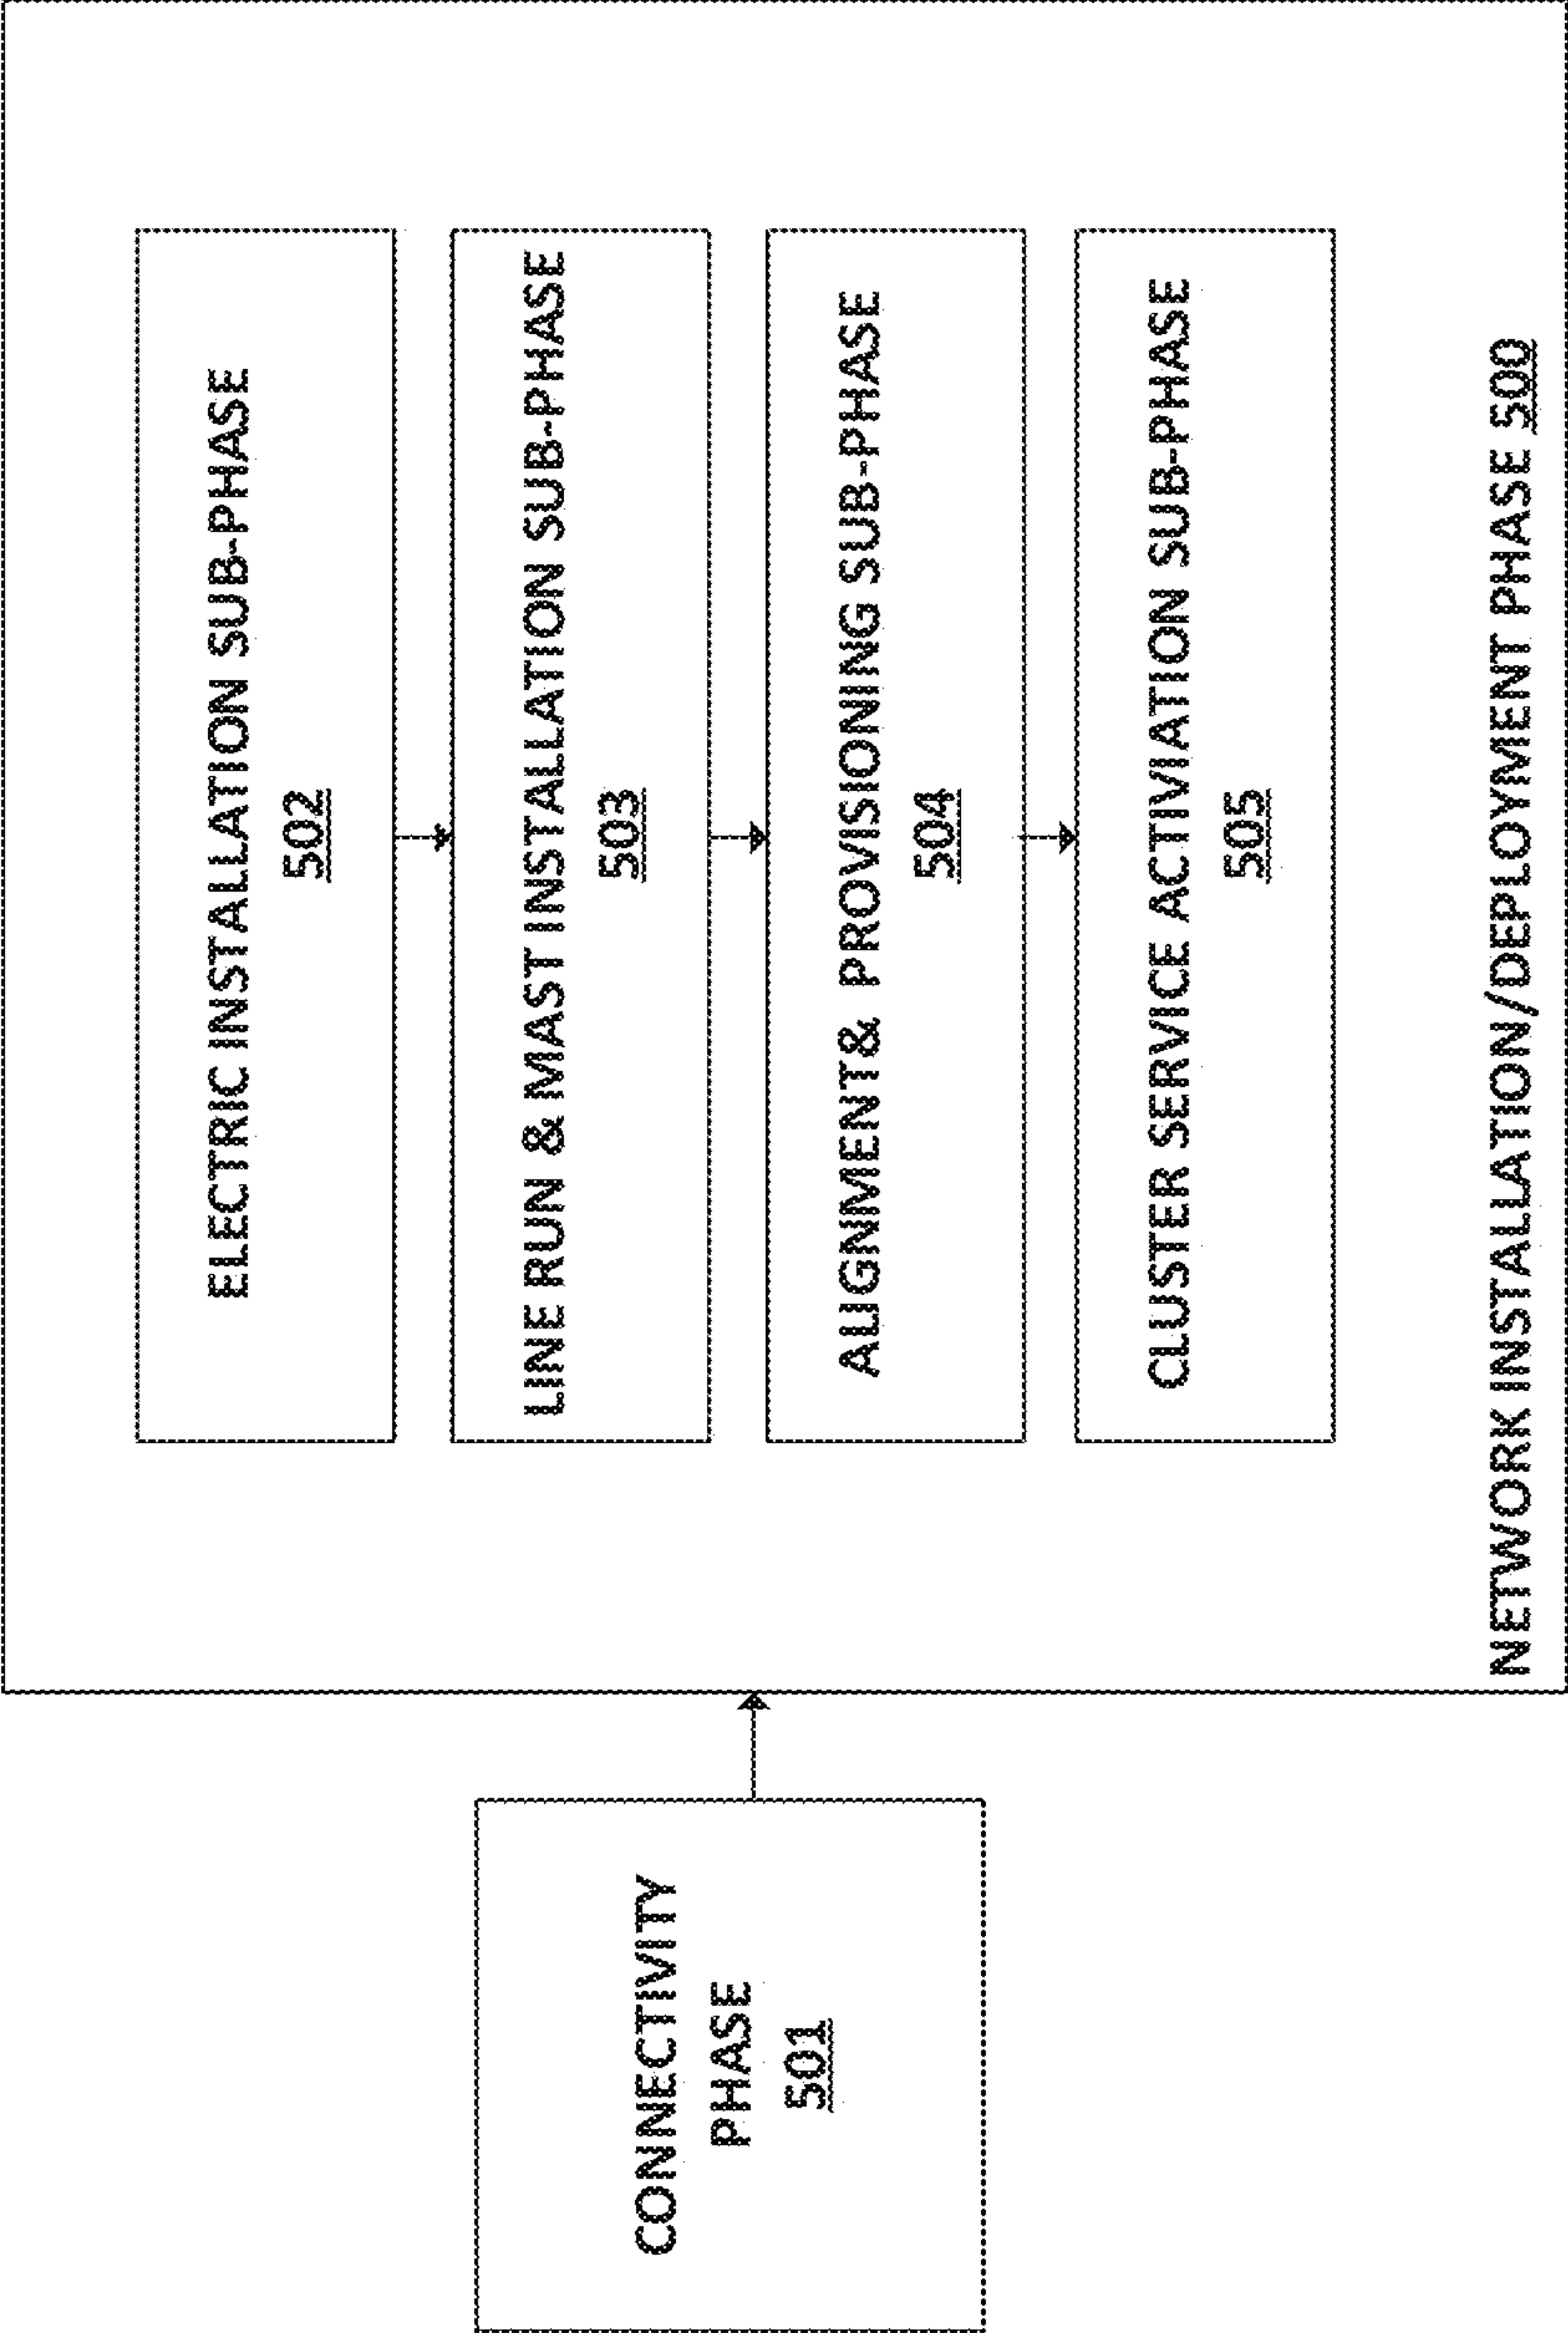 CONNECTIVITY
PHASE
501
ELECTRIC INSTALLATION SUB-PHASE
502
LINE RUN & MAST INSTALLATION SUB-PHASE
503
ALIGNMENT& PROVISIONING SUB-PHASE
504
CLUSTER SERVICE ACTIVIATION SUB-PHASE
505
NETWORK INSTALLATION/DEPLOYMENT PHASE 500